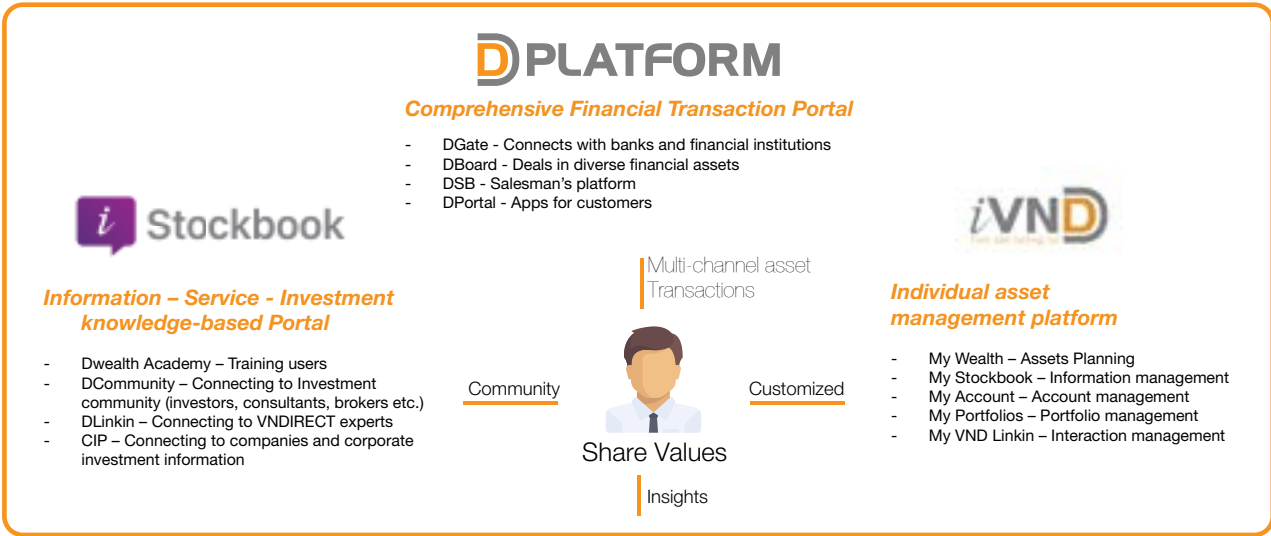 D PLATFORM
Comprehensive Financial Transaction Portal
- DGate - Connects with banks and financial institutions
- DBoard - Deals in diverse financial assets
- DSB - Salesman's platform
- DPortal - Apps for customers
i Stockbook
Information – Service - Investment
knowledge-based Portal
- Dwealth Academy – Training users
- DCommunity – Connecting to Investment
community (investors, consultants, brokers etc.)
- DLinkin – Connecting to VNDIRECT experts
- CIP – Connecting to companies and corporate
investment information
Multi-channel asset
Transactions
Community
Customized
Share Values
Insights
iVND
Individual asset
management platform
- My Wealth – Assets Planning
- My Stockbook – Information management
- My Account – Account management
- My Portfolios – Portfolio management
- My VND Linkin – Interaction management